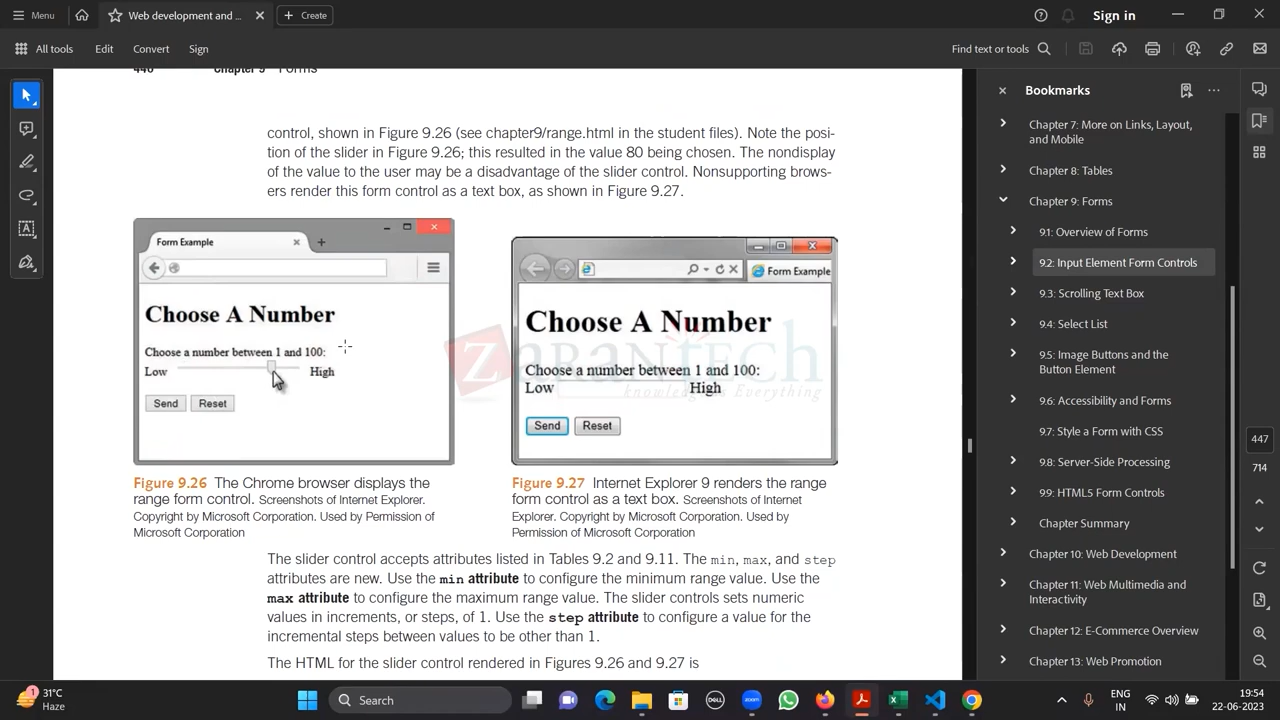 Menu
Web development and ...
Create
Sign in
All tools
Edit
Convert
Sign
Find text or tools
Chapter 9 Forms
control, shown in Figure 9.26 (see chapter9/range.html in the student files). Note the posi-
tion of the slider in Figure 9.26; this resulted in the value 80 being chosen. The nondisplay
of the value to the user may be a disadvantage of the slider control. Nonsupporting brows-
ers render this form control as a text box, as shown in Figure 9.27.
Form Example
Choose A Number
Choose a number between 1 and 100:
Low
High
Send
Reset
Form Example
Choose A Number
Choose a number between 1 and 100:
Low
High
Send
Reset
ZaranTech
knowledge is Everything
Figure 9.26 The Chrome browser displays the
range form control. Screenshots of Internet Explorer.
Copyright by Microsoft Corporation. Used by Permission of
Microsoft Corporation
Figure 9.27 Internet Explorer 9 renders the range
form control as a text box. Screenshots of Internet
Explorer. Copyright by Microsoft Corporation. Used by
Permission of Microsoft Corporation
The slider control accepts attributes listed in Tables 9.2 and 9.11. The min, max, and step
attributes are new. Use the min attribute to configure the minimum range value. Use the
max attribute to configure the maximum range value. The slider controls sets numeric
values in increments, or steps, of 1. Use the step attribute to configure a value for the
incremental steps between values to be other than 1.
The HTML for the slider control rendered in Figures 9.26 and 9.27 is
Bookmarks
Chapter 7: More on Links, Layout,
and Mobile
Chapter 8: Tables
Chapter 9: Forms
9.1: Overview of Forms
9.2: Input Element Form Controls
9.3: Scrolling Text Box
9.4: Select List
9.5: Image Buttons and the
Button Element
9.6: Accessibility and Forms
9.7: Style a Form with CSS
9.8: Server-Side Processing
99: HTML5 Form Controls
Chapter Summary
Chapter 10: Web Development
Chapter 11: Web Multimedia and
Interactivity
Chapter 12: E-Commerce Overview
Chapter 13: Web Promotion
447
714
1
31°C
Haze
Search
DELL
zoom
zoom
ENG
IN
19:54
22-06-2023